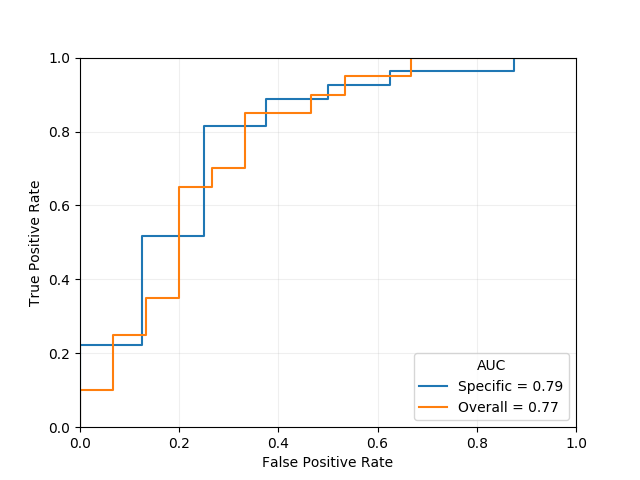 1.0
0.8
0.6
0.4
0.2
0.0
True Positive Rate
AUC
Specific = 0.79
Overall = 0.77
0.0 0.2 0.4 0.6 0.8 1.0
False Positive Rate